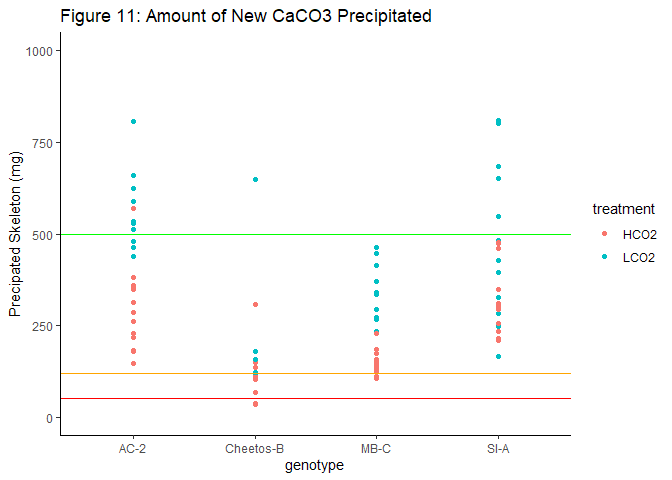 Figure 11: Amount of New CaCO3 Precipitated
1000
750
500
250
0
Precipated Skeleton (mg)
AC-2
Cheetos-B
MB-C
SI-A
genotype
treatment
HCO2
LCO2